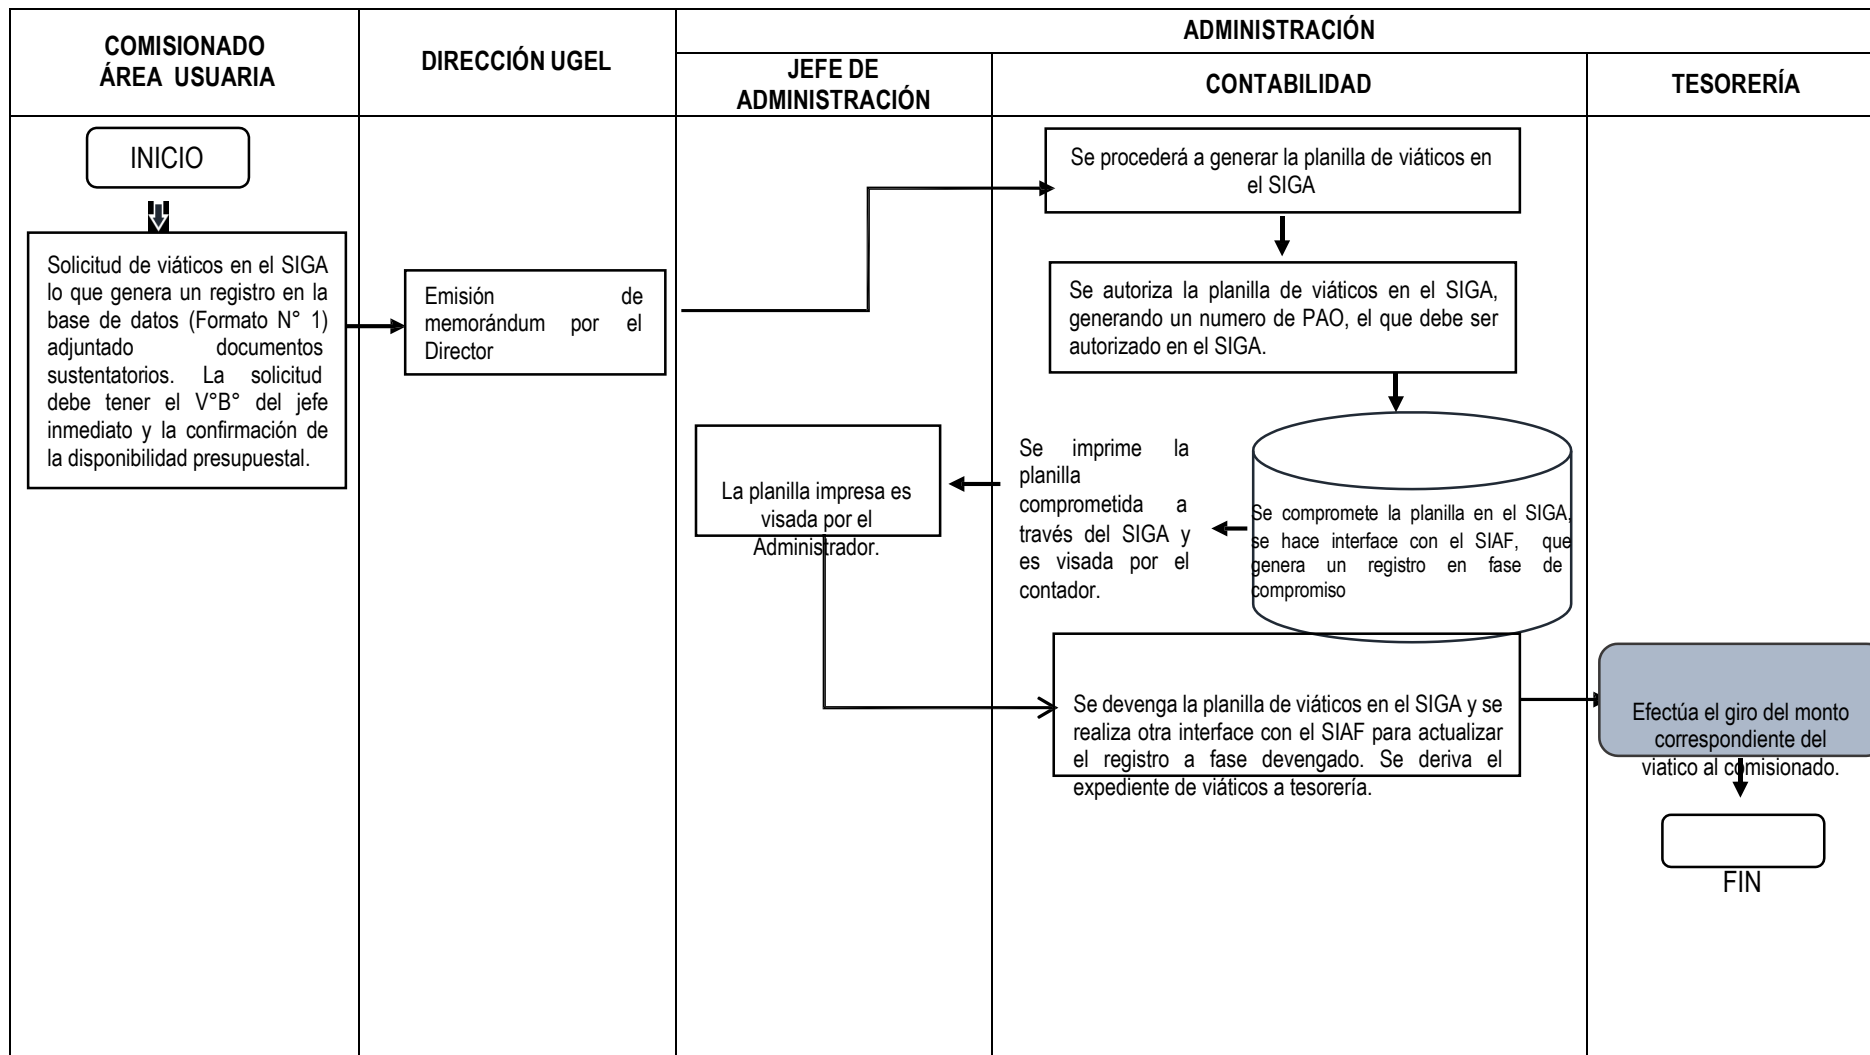 COMISIONADO
ÁREA USUARIA
DIRECCIÓN UGEL
ADMINISTRACIÓN
JEFE DE
ADMINISTRACIÓN
CONTABILIDAD
TESORERÍA
INICIO
Solicitud de viáticos en el SIGA
lo que genera un registro en la
base de datos (Formato N° 1)
adjuntado documentos
sustentatorios. La solicitud
debe tener el V°B° del jefe
inmediato y la confirmación de
la disponibilidad presupuestal.
Emisión de
memorándum por el
Director
Se procederá a generar la planilla de viáticos en
el SIGA
Se autoriza la planilla de viáticos en el SIGA,
generando un numero de PAO, el que debe ser
autorizado en el SIGA.
Se compromete la planilla en el SIGA,
se hace interface con el SIAF, que
genera un registro en fase de
compromiso
Se imprime la
planilla
comprometida a
través del SIGA y
es visada por el
contador.
La planilla impresa es
visada por el
Administrador.
Se devenga la planilla de viáticos en el SIGA y se
realiza otra interface con el SIAF para actualizar
el registro a fase devengado. Se deriva el
expediente de viáticos a tesorería.
Efectúa el giro del monto
correspondiente del
viatico al comisionado.
FIN